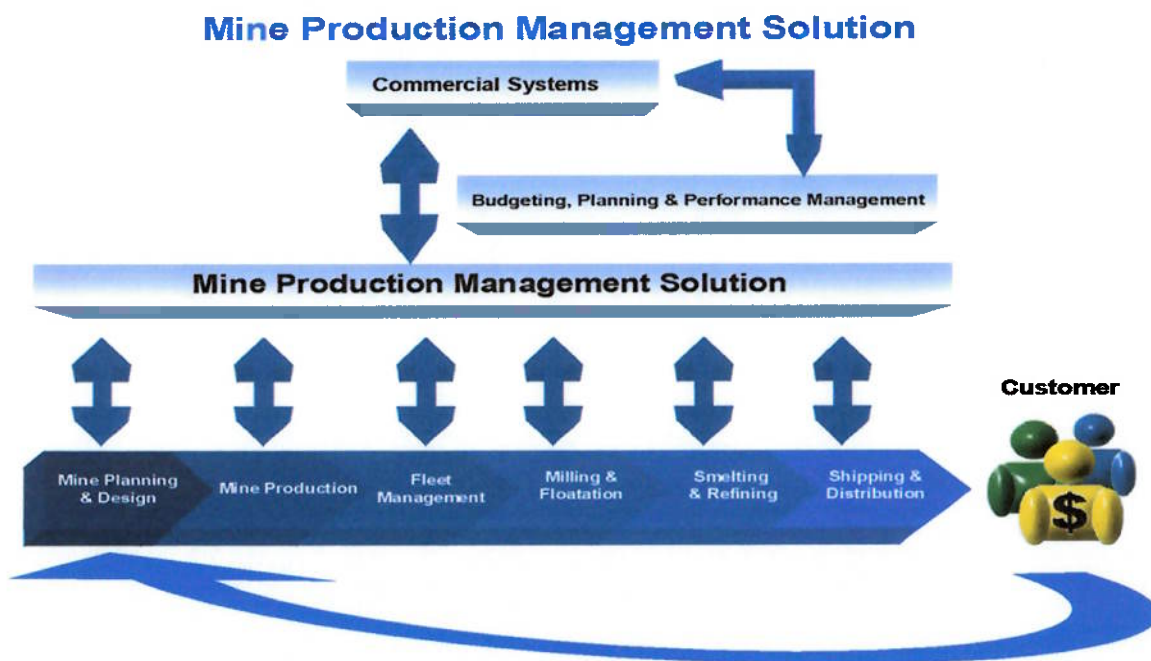 Mine Production Management Solution
Commercial Systems
Budgeting, Planning & Performance Management
Mine Production Management Solution
Customer
Mine Planning
& Design
Mine Production
Fleet
Management
Milling &
Floatation
Smelting
& Refining
Shipping &
Distribution
$